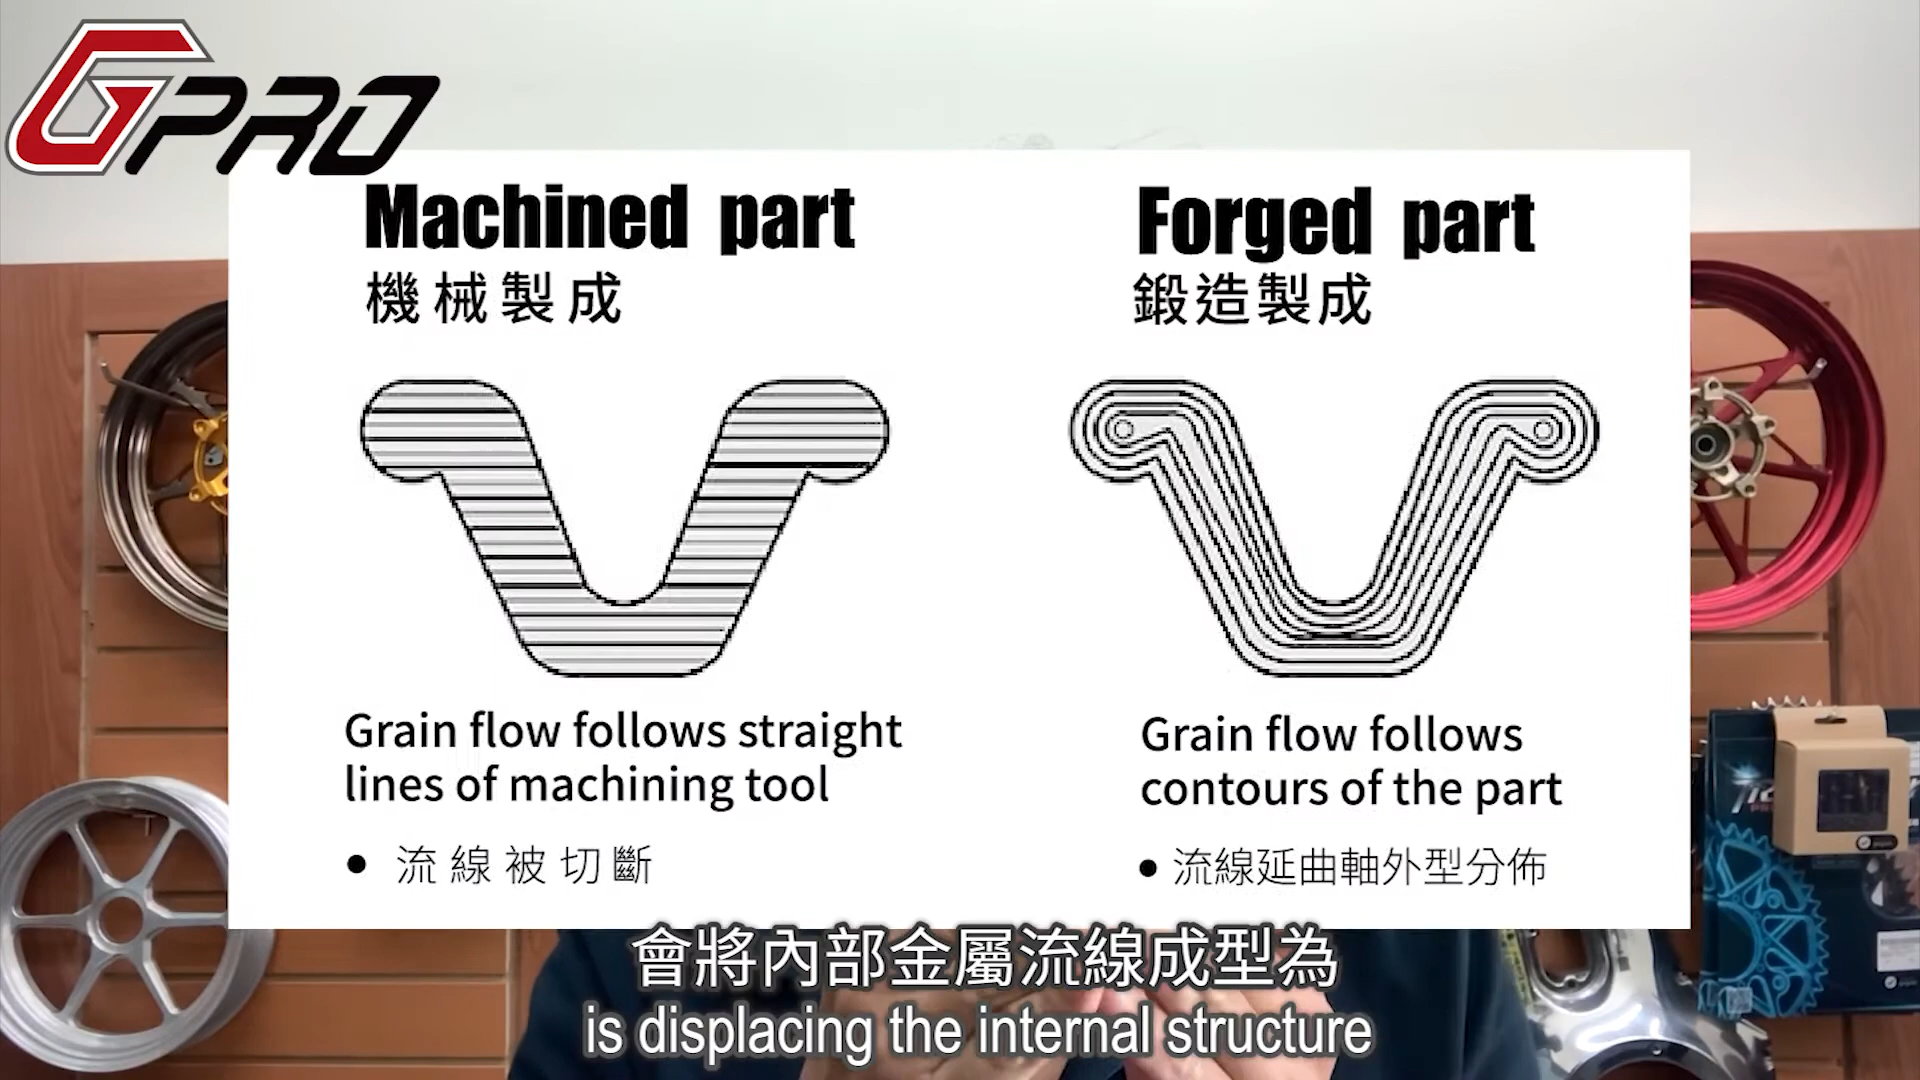 GPRO
Machined part
機械製成
Grain flow follows straight
lines of machining tool
• 流線被切斷
Forged part
鍛造製成
Grain flow follows
contours of the part
• 流線延曲軸外型分佈
會將內部金屬流線成型為
is displacing the internal structure